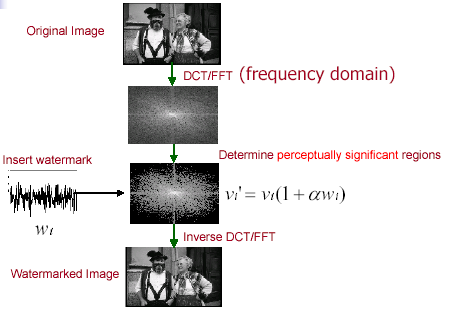 Original Image
DCT/FFT (frequency domain)
Determine perceptually significant regions
Insert watermark
vᵢ' = vᵢ(1 + αwᵢ)
wᵢ
Inverse DCT/FFT
Watermarked Image